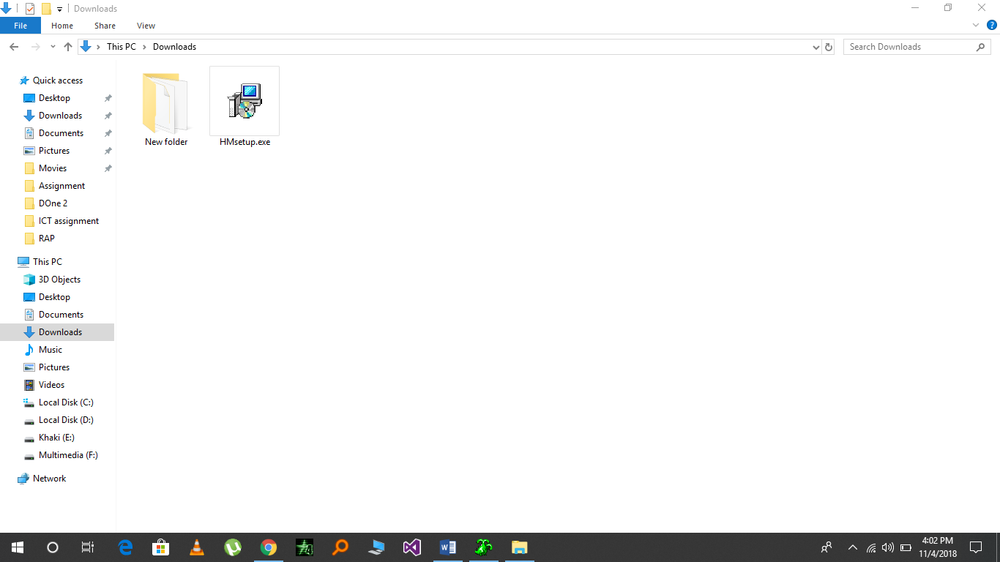 Downloads
File Home Share View
This PC Downloads
Search Downloads
Quick access
Desktop
Downloads
Documents
Pictures
Movies
Assignment
DOne 2
ICT assignment
RAP
This PC
3D Objects
Desktop
Documents
Downloads
Music
Pictures
Videos
Local Disk (C:)
Local Disk (D:)
Khaki (E:)
Multimedia (F:)
Network
New folder
HMsetup.exe
4:02 PM
11/4/2018